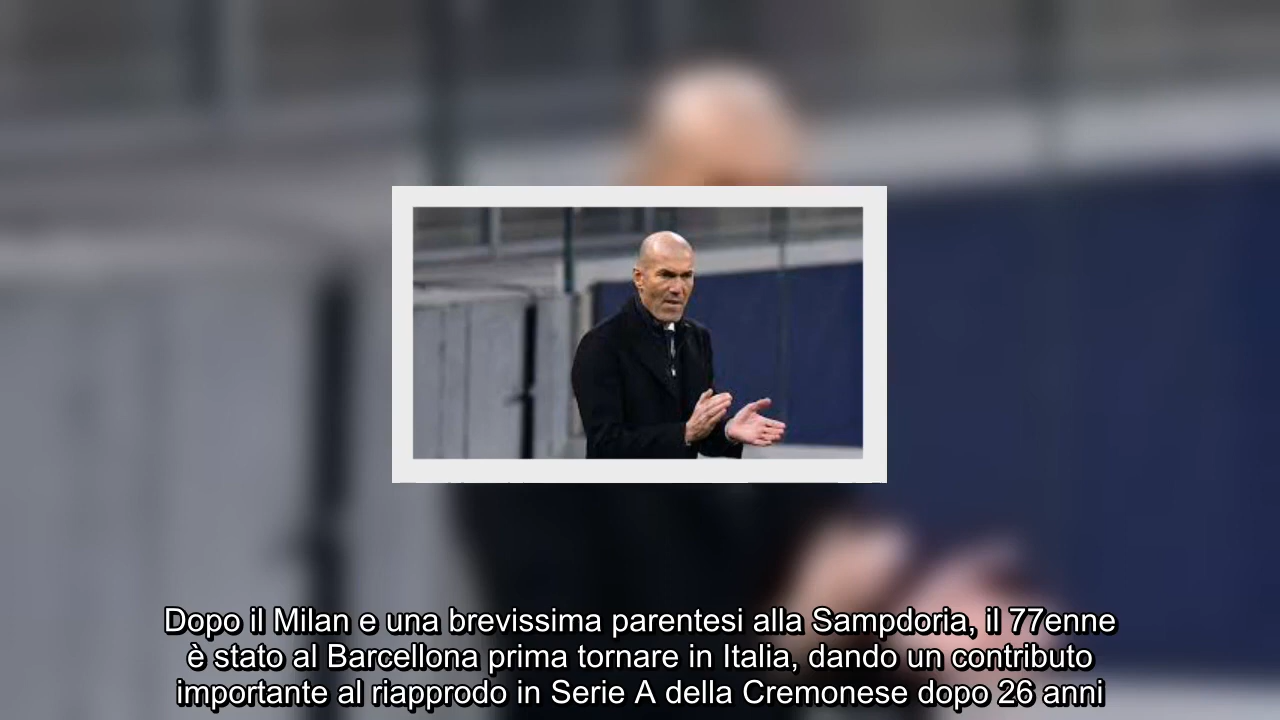 Dopo il Milan e una brevissima parentesi alla Sampdoria, il 77enne
è stato al Barcellona prima tornare in Italia, dando un contributo
importante al riapprodo in Serie A della Cremonese dopo 26 anni